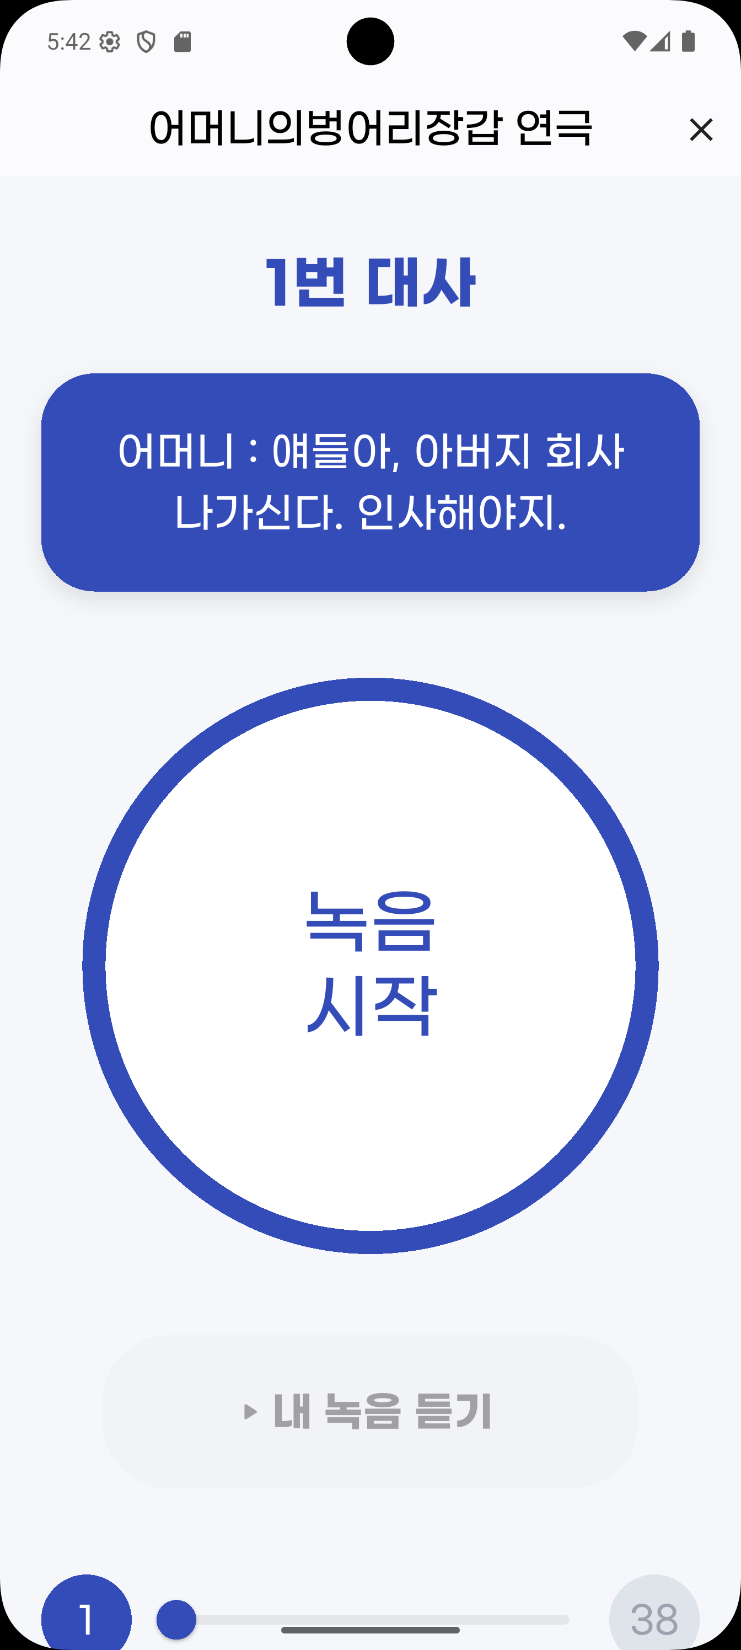 5:42
어머니의벙어리장갑 연극
1번 대사
어머니 : 얘들아, 아버지 회사
나가신다. 인사해야지.
녹음
시작
내 녹음 듣기
1
38